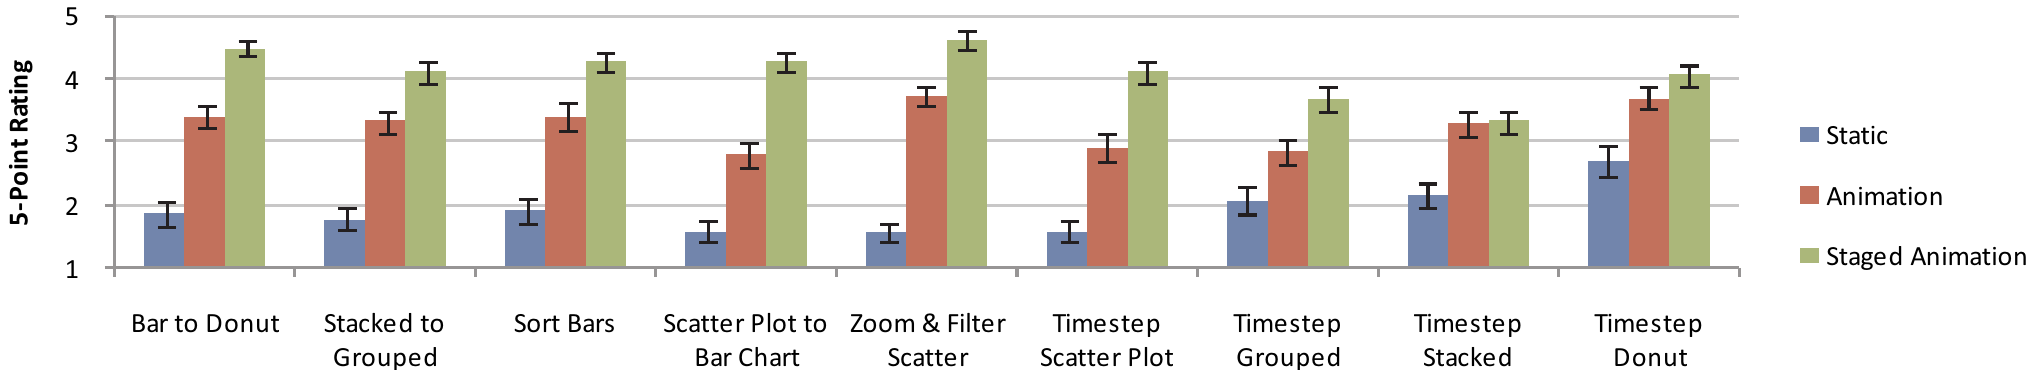 5-Point Rating
5
4
3
2
1
Bar to Donut
Stacked to
Grouped
Sort Bars
Scatter Plot to
Bar Chart
Zoom & Filter
Scatter
Timestep
Scatter Plot
Timestep
Grouped
Timestep
Stacked
Timestep
Donut
Static
Animation
Staged Animation